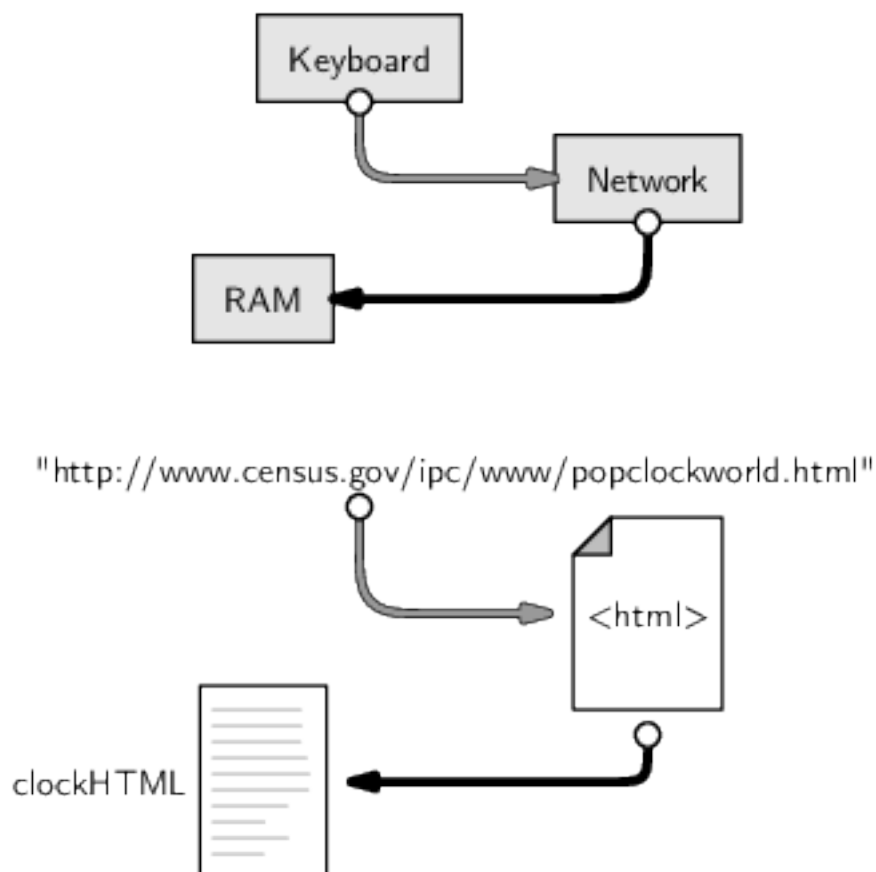 Keyboard
Network
RAM
"http://www.census.gov/ipc/www/popclockworld.html"
<html>
clockHTML